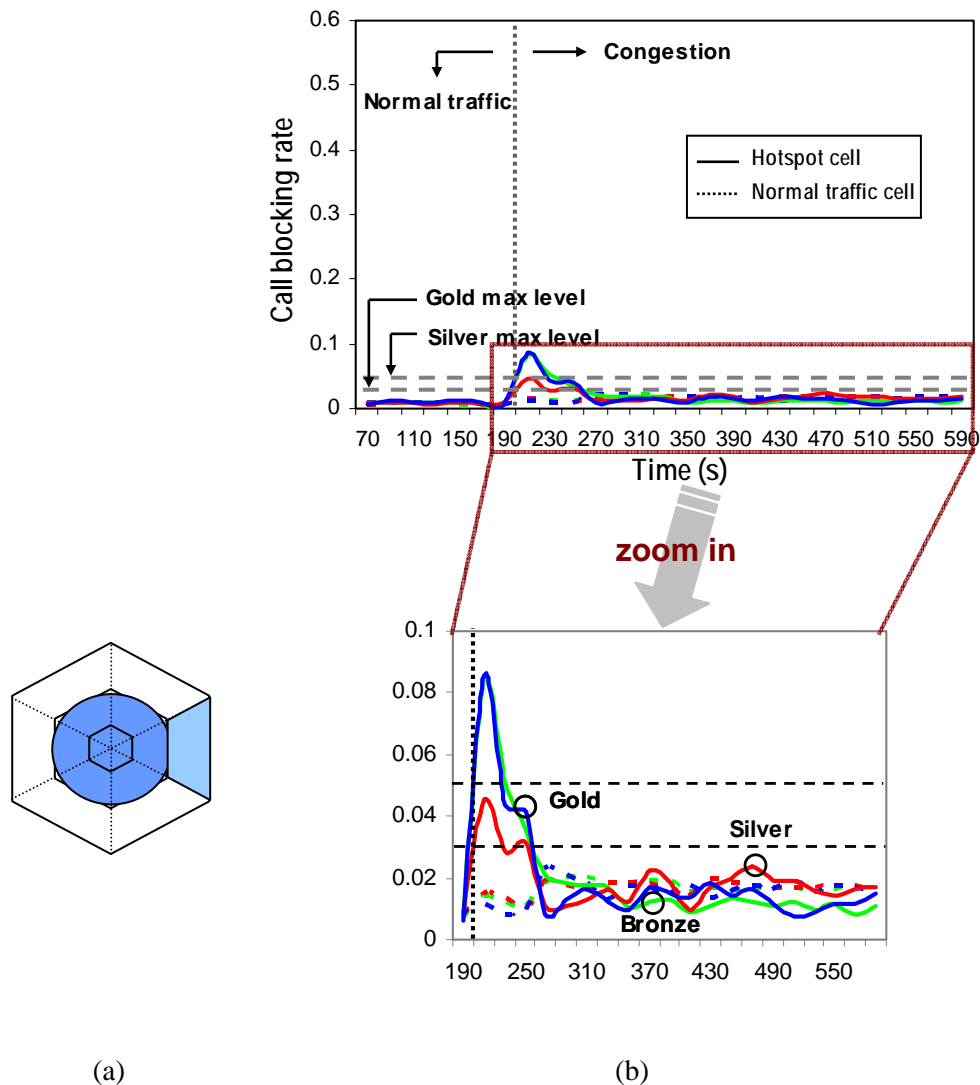 0.6
0.5
0.4
0.3
0.2
0.1
0
Call blocking rate
Congestion
Normal traffic
Hotspot cell
Normal traffic cell
Gold max level
Silver max level
70 110 150 190 230 270 310 350 390 430 470 510 550 590
Time (s)
zoom in
0.1
0.08
0.06
0.04
0.02
0
Gold
Silver
Bronze
190 250 310 370 430 490 550
(a)
(b)